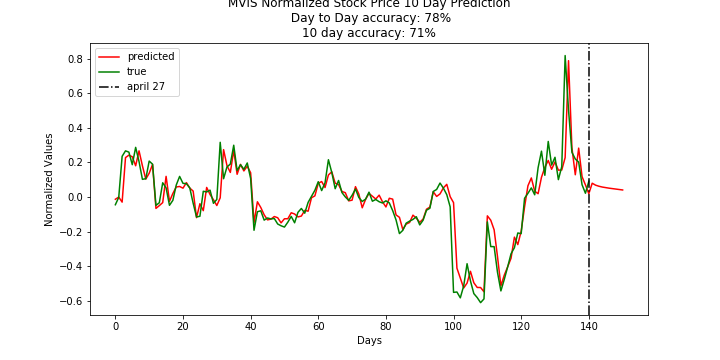 MVIS Normalized Stock Price 10 Day Prediction
Day to Day accuracy: 78%
10 day accuracy: 71%
predicted
true
april 27
Normalized Values
0.8
0.6
0.4
0.2
0.0
−0.2
−0.4
−0.6
0 20 40 60 80 100 120 140
Days